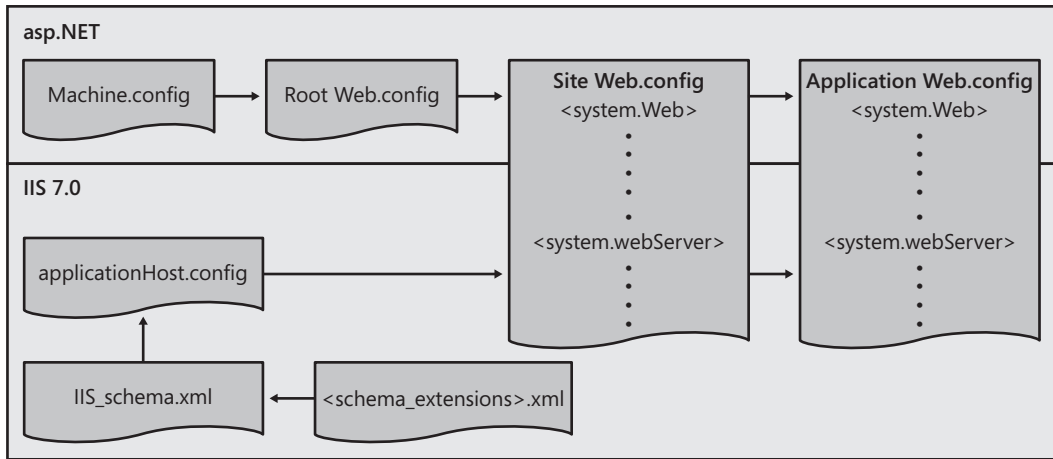 asp.NET
Machine.config
Root Web.config
Site Web.config
<system.Web>
Application Web.config
<system.Web>
IIS 7.0
applicationHost.config
<system.webServer>
<system.webServer>
IIS_schema.xml
<schema_extensions>.xml